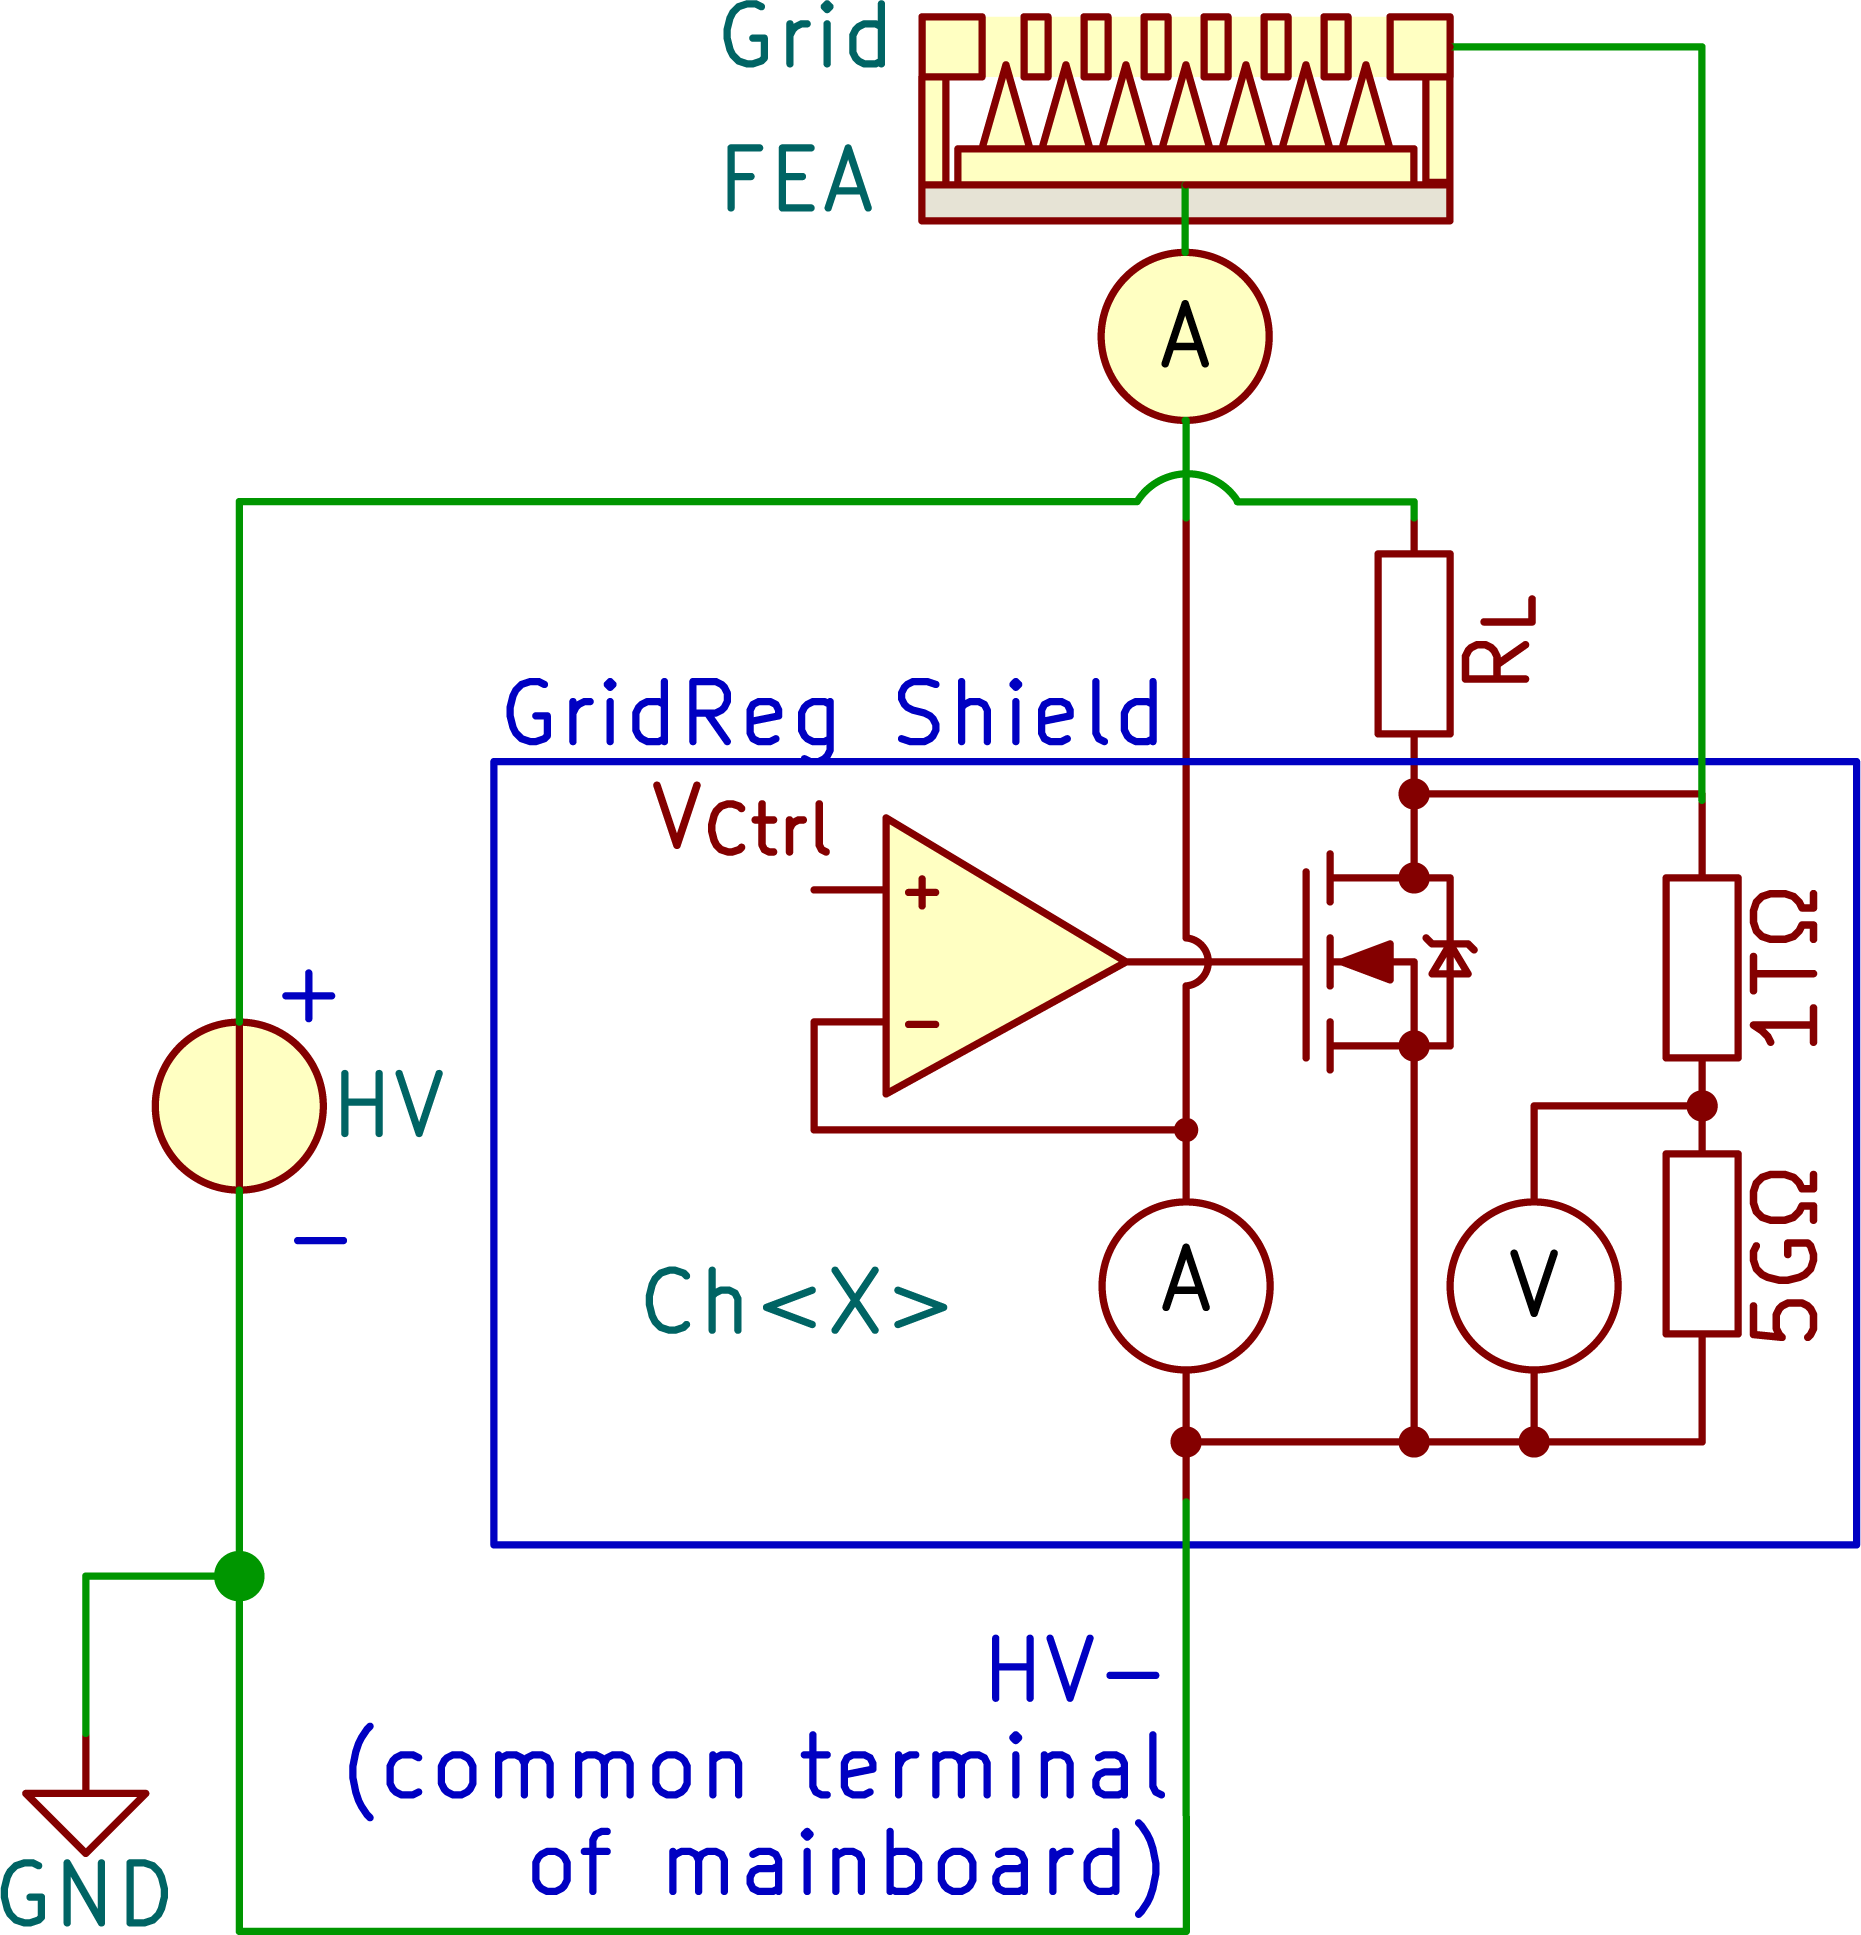 Grid
FEA
A
RL
GridReg Shield
VCtrl
+
−
1TΩ
+
HV
−
Ch<X>
A
V
5GΩ
HV-
(common terminal
of mainboard)
GND